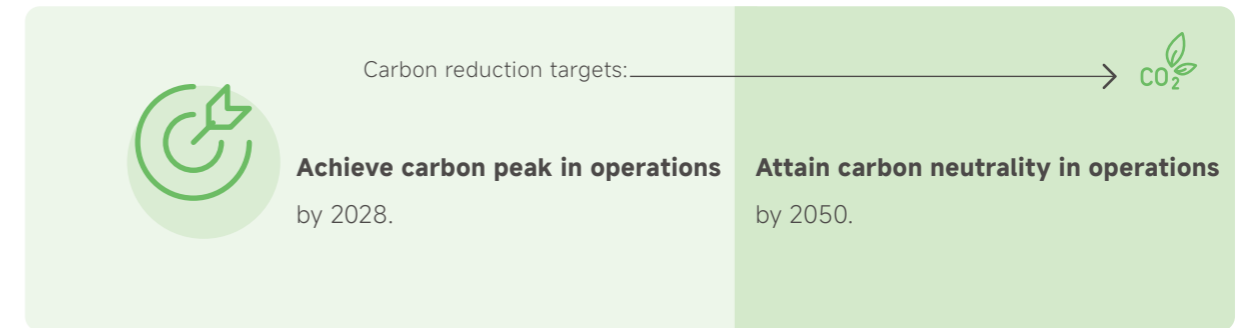 Carbon reduction targets:
CO2
Achieve carbon peak in operations
by 2028.
Attain carbon neutrality in operations
by 2050.